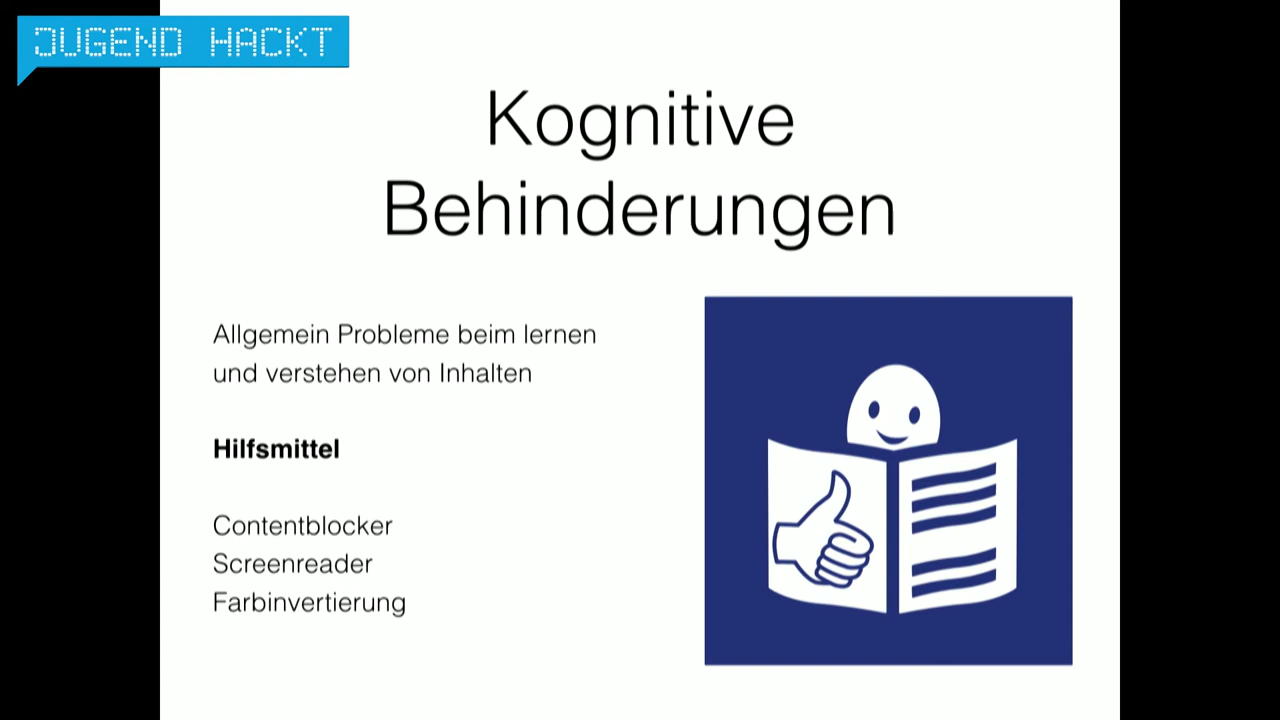 JUGEND HACKT
Kognitive
Behinderungen
Allgemein Probleme beim lernen
und verstehen von Inhalten
Hilfsmittel
Contentblocker
Screenreader
Farbinvertierung